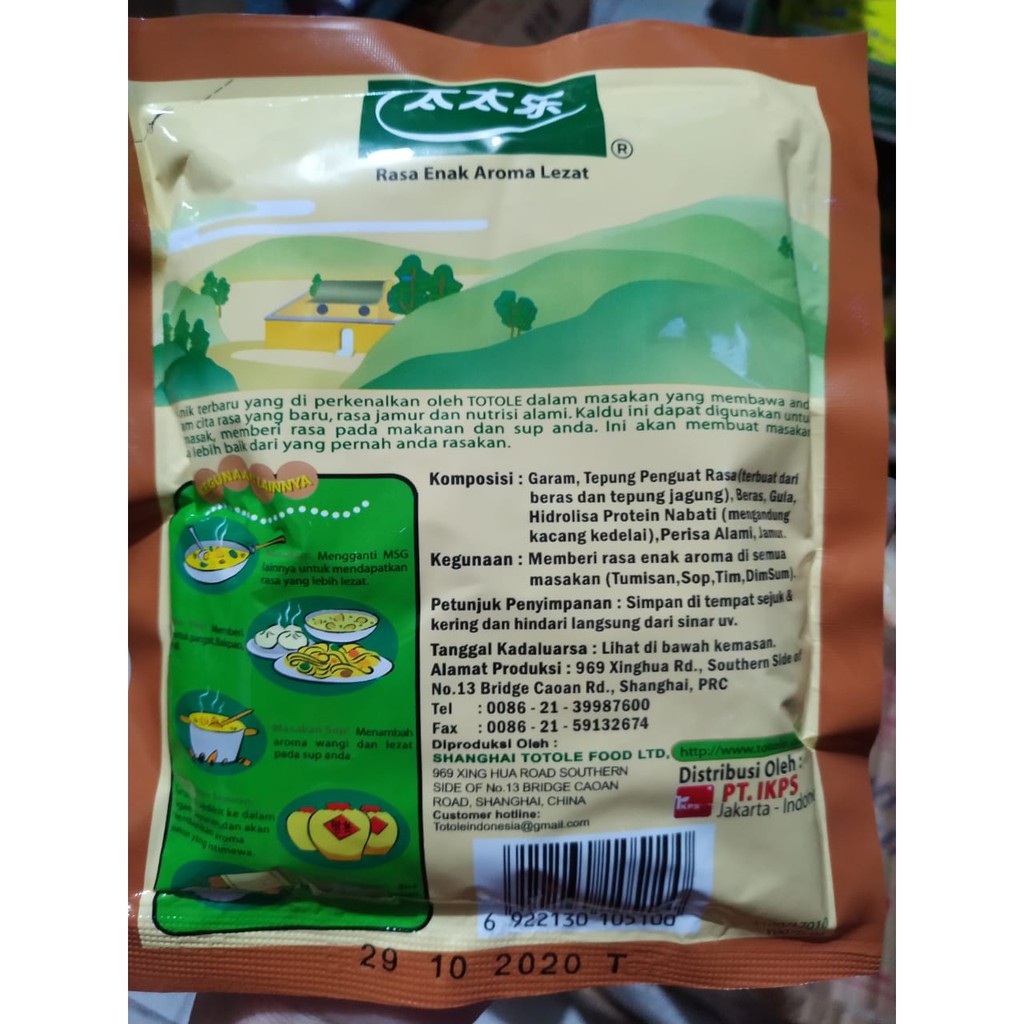 太太乐
®
Rasa Enak Aroma Lezat
terbaru yang di perkenalkan oleh TOTOLE dalam masakan yang membawa
cita rasa yang baru, rasa jamur dan nutrisi alami. Kaldu ini dapat digunakan
memberi rasa pada makanan dan sup anda. Ini akan membuat
lebih baik dari yang pernah anda rasakan.
Komposisi : Garam, Tepung Penguat Rasa (terbuat dari
beras dan tepung jagung), Beras, Gula,
Hidrolisa Protein Nabati (mengandung
kacang kedelai), Perisa Alami, Jamur.
Kegunaan : Memberi rasa enak aroma di semua
masakan (Tumisan,Sop,Tim,DimSum).
Petunjuk Penyimpanan : Simpan di tempat sejuk &
kering dan hindari langsung dari sinar uv.
Tanggal Kadaluarsa : Lihat di bawah kemasan.
Alamat Produksi : 969 Xinghua Rd., Southern Side of
No.13 Bridge Caoan Rd., Shanghai, PRC
Tel : 0086 - 21 - 39987600
Fax : 0086 - 21 - 59132674
Diproduksi Oleh :
SHANGHAI TOTOLE FOOD LTD,
969 XING HUA ROAD SOUTHERN
SIDE OF No.13 BRIDGE CAOAN
ROAD, SHANGHAI, CHINA
Customer hotline:
Totoleindonesia@gmail.com
http://www.
Distribusi Oleh :
PT. IKPS
Jakarta -
LAINNYA
Mengganti MSG
lainnya untuk mendapatkan
rasa yang lebih lezat.
Memberi
Masakan Sop: Menambah
aroma wangi dan lezat
pada sup anda
ke dalam
dan akan
aroma
yang
6 922130 105100
29 10 2020 T